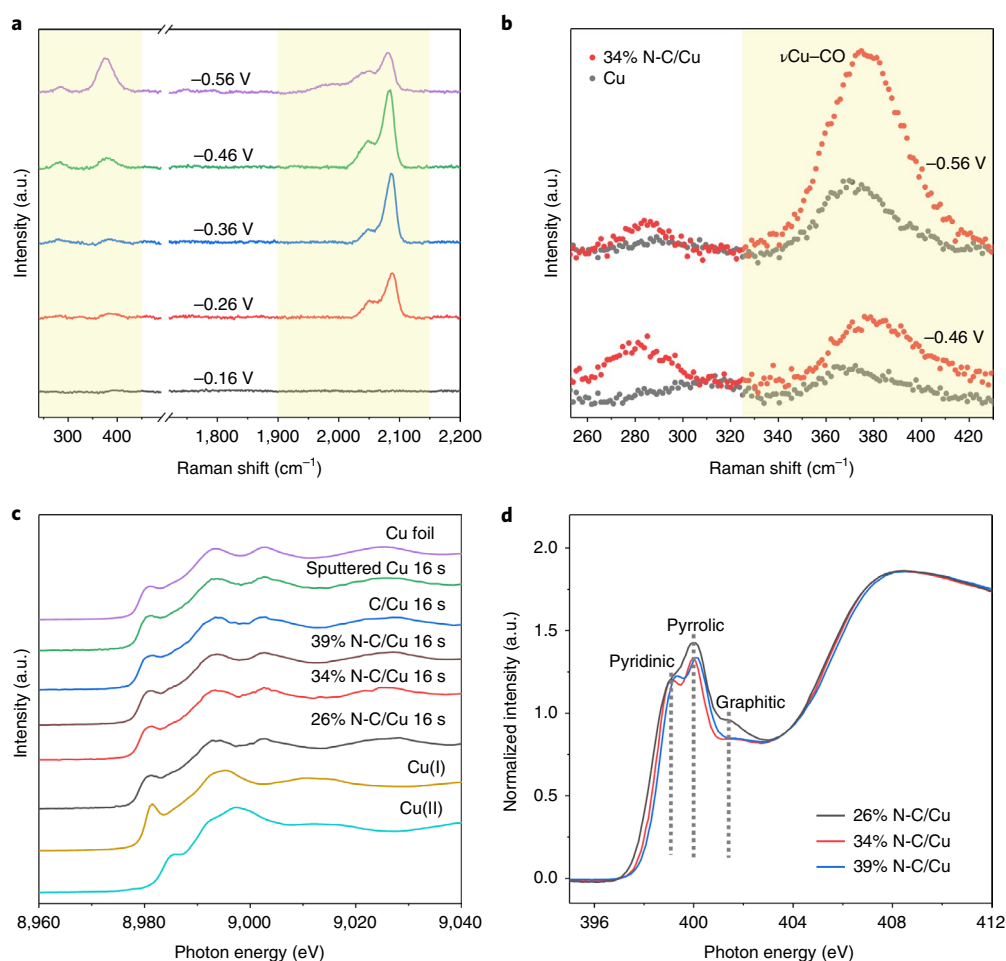 a
−0.56 V
−0.46 V
−0.36 V
−0.26 V
−0.16 V
Intensity (a.u.)
300 400 1,800 1,900 2,000 2,100 2,200
Raman shift (cm⁻¹)
b
34% N-C/Cu
Cu
νCu–CO
−0.56 V
−0.46 V
Intensity (a.u.)
260 280 300 320 340 360 380 400 420
Raman shift (cm⁻¹)
c
Cu foil
Sputtered Cu 16 s
C/Cu 16 s
39% N-C/Cu 16 s
34% N-C/Cu 16 s
26% N-C/Cu 16 s
Cu(I)
Cu(II)
Intensity (a.u.)
8,960 8,980 9,000 9,020 9,040
Photon energy (eV)
d
2.0
1.5
1.0
0.5
0.0
Normalized intensity (a.u.)
Pyrrolic
Pyridinic
Graphitic
26% N-C/Cu
34% N-C/Cu
39% N-C/Cu
396 400 404 408 412
Photon energy (eV)